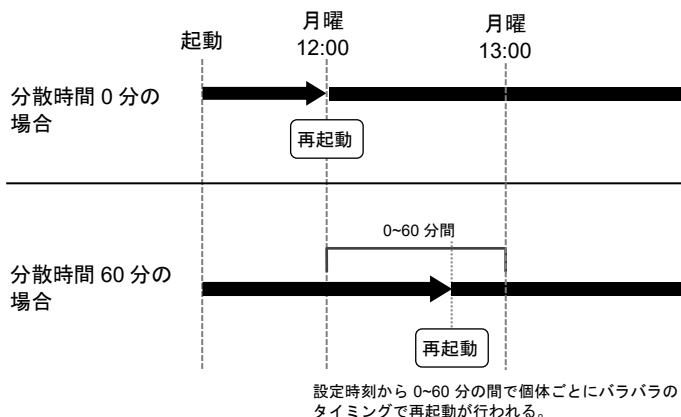 起動
月曜
12:00
月曜
13:00
分散時間 0 分の
場合
再起動
0~60 分間
分散時間 60 分の
場合
再起動
設定時刻から 0~60 分の間で個体ごとにバラバラの
タイミングで再起動が行われる。